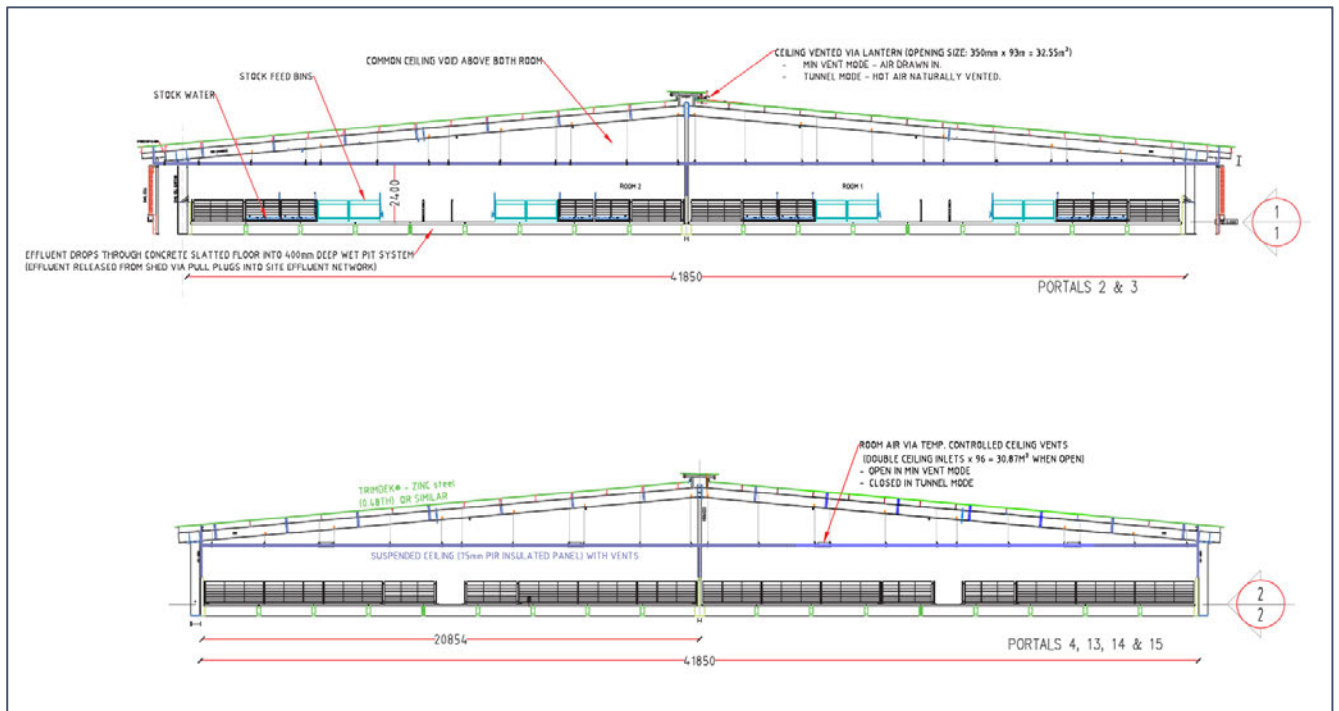 CEILING VENTED VIA LANTERN (OPENING SIZE: 350mm x 93m = 32.55m²)
- MIN VENT MODE - AIR DRAWN IN.
- TUNNEL MODE - HOT AIR NATURALLY VENTED.
COMMON CEILING VOID ABOVE BOTH ROOM
STOCK FEED BINS
STOCK WATER
2400
ROOM 2
ROOM 1
1
1
EFFLUENT DROPS THROUGH CONCRETE SLATTED FLOOR INTO 400mm DEEP WET PIT SYSTEM
(EFFLUENT RELEASED FROM SHED VIA PULL PLUGS INTO SITE EFFLUENT NETWORK)
41850
PORTALS 2 & 3
ROOM AIR VIA TEMP. CONTROLLED CEILING VENTS
(DOUBLE CEILING INLETS x 96 = 30.87M² WHEN OPEN)
- OPEN IN MIN VENT MODE
- CLOSED IN TUNNEL MODE
TRIMDEK® - ZINC steel
(0.48TH) OR SIMILAR
SUSPENDED CEILING (75mm PIR INSULATED PANEL) WITH VENTS
2
2
20854
PORTALS 4, 13, 14 & 15
41850